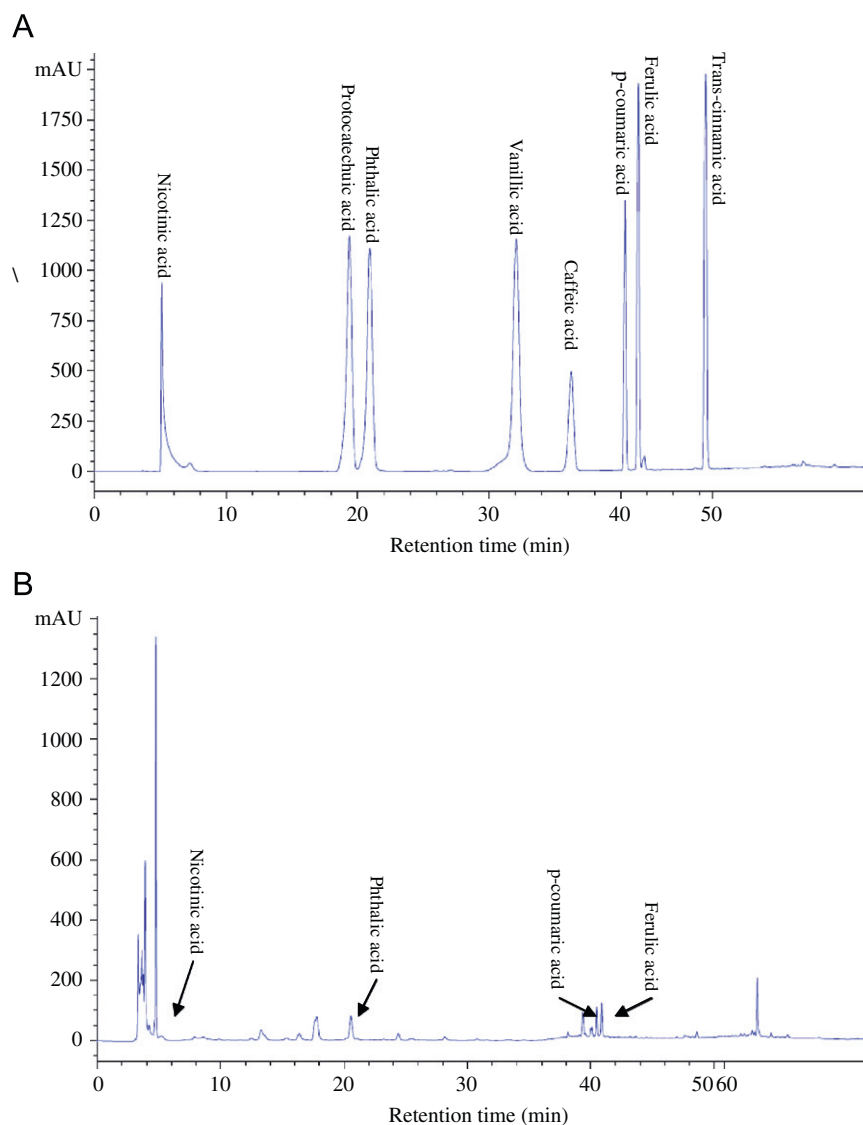 A
mAU
1750
1500
1250
1000
750
500
250
0
\
Nicotinic acid
Protocatechuic acid
Phthalic acid
Vanillic acid
Caffeic acid
p-coumaric acid
Ferulic acid
Trans-cinnamic acid
0 10 20 30 40 50
Retention time (min)
B
mAU
1200
1000
800
600
400
200
0
Nicotinic acid
Phthalic acid
p-coumaric acid
Ferulic acid
0 10 20 30 40 50 60
Retention time (min)